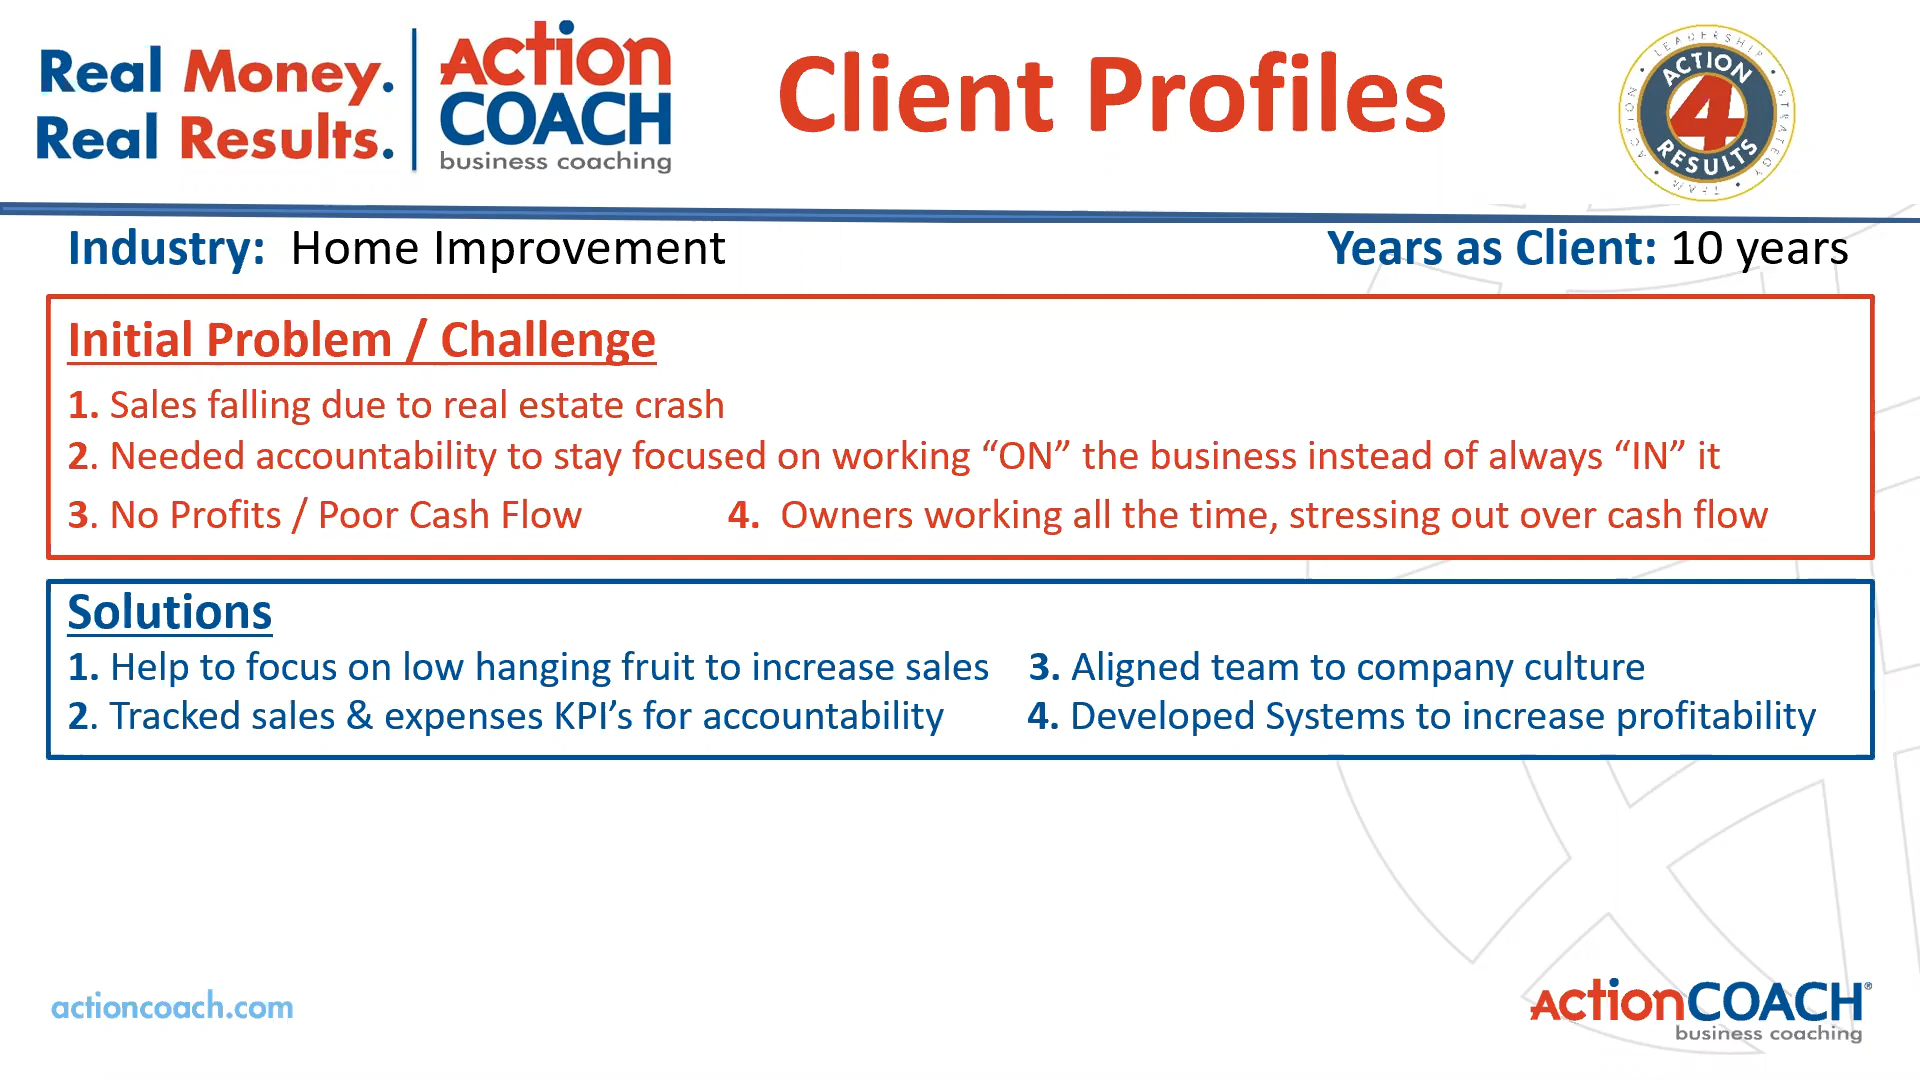 Real Money.
Real Results.
ACTION
COACH
business coaching
Client Profiles
LEADERSHIP • STRATEGY • TEAM • ACTION •
ACTION
4
RESULTS
Industry: Home Improvement
Years as Client: 10 years
Initial Problem / Challenge
1. Sales falling due to real estate crash
2. Needed accountability to stay focused on working “ON” the business instead of always “IN” it
3. No Profits / Poor Cash Flow
4. Owners working all the time, stressing out over cash flow
Solutions
1. Help to focus on low hanging fruit to increase sales
2. Tracked sales & expenses KPI’s for accountability
3. Aligned team to company culture
4. Developed Systems to increase profitability
actioncoach.com
ActionCOACH®
business coaching